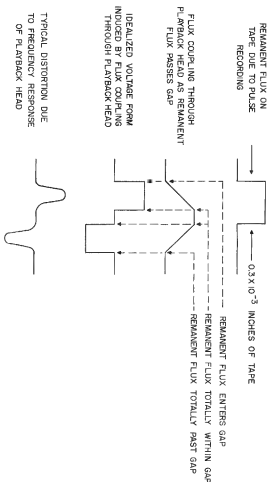 REMANENT FLUX ON
TAPE DUE TO PULSE
RECORDING
0.3 X 10⁻³ INCHES OF TAPE
REMANENT FLUX ENTERS GAP
REMANENT FLUX TOTALLY WITHIN GAP
REMANENT FLUX TOTALLY PAST GAP
FLUX COUPLING THROUGH
PLAYBACK HEAD AS REMANENT
FLUX PASSES GAP
IDEALIZED VOLTAGE FORM
INDUCED BY FLUX COUPLING
THROUGH PLAYBACK HEAD
TYPICAL DISTORTION DUE
TO FREQUENCY RESPONSE
OF PLAYBACK HEAD